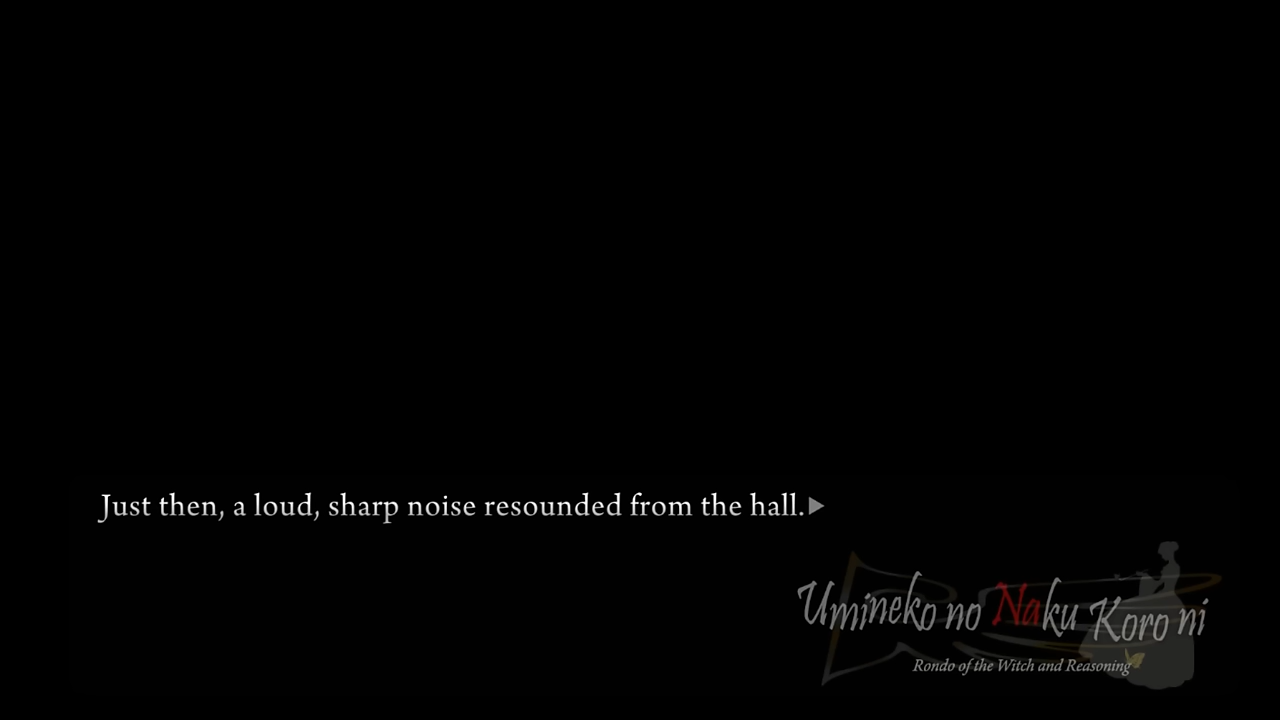 Just then, a loud, sharp noise resounded from the hall.
Umineko no Naku Koro ni
Rondo of the Witch and Reasoning